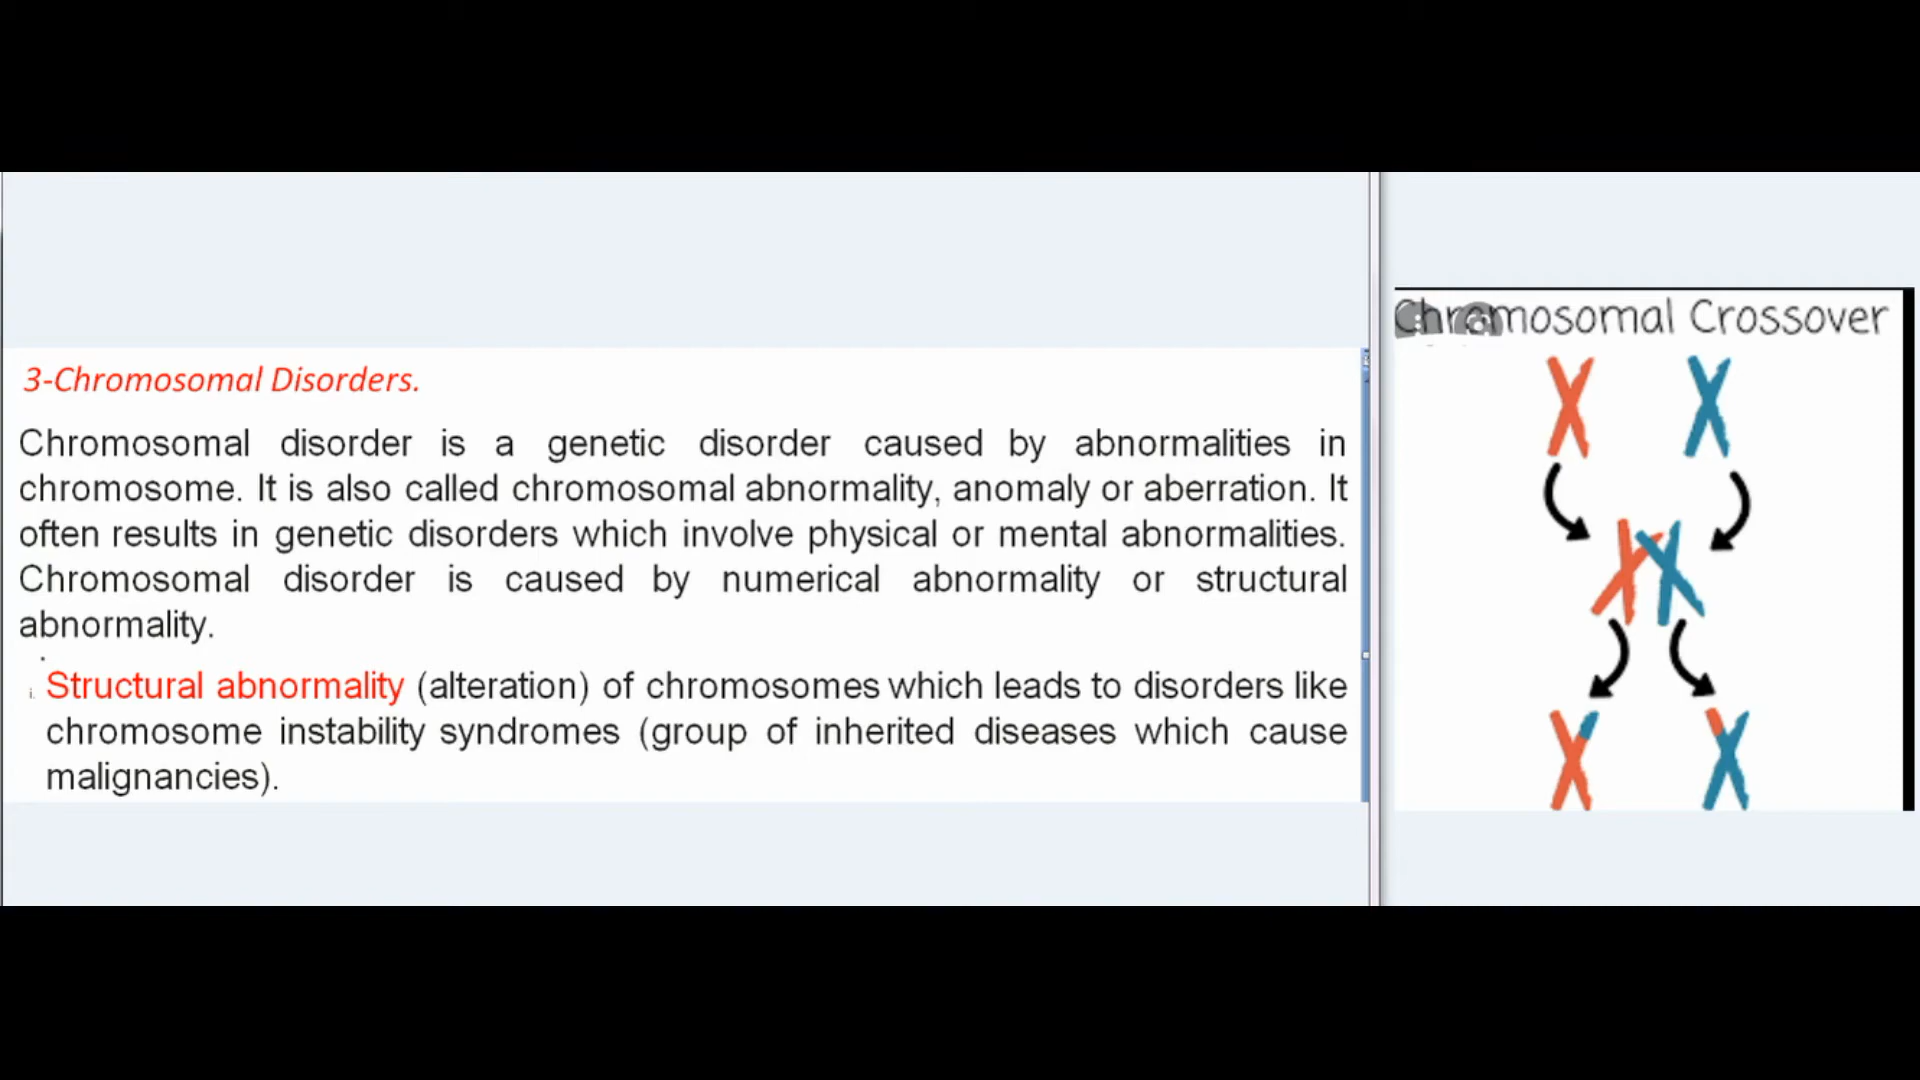 3-Chromosomal Disorders.
Chromosomal disorder is a genetic disorder caused by abnormalities in
chromosome. It is also called chromosomal abnormality, anomaly or aberration. It
often results in genetic disorders which involve physical or mental abnormalities.
Chromosomal disorder is caused by numerical abnormality or structural
abnormality.
i. Structural abnormality (alteration) of chromosomes which leads to disorders like
chromosome instability syndromes (group of inherited diseases which cause
malignancies).
Chromosomal Crossover